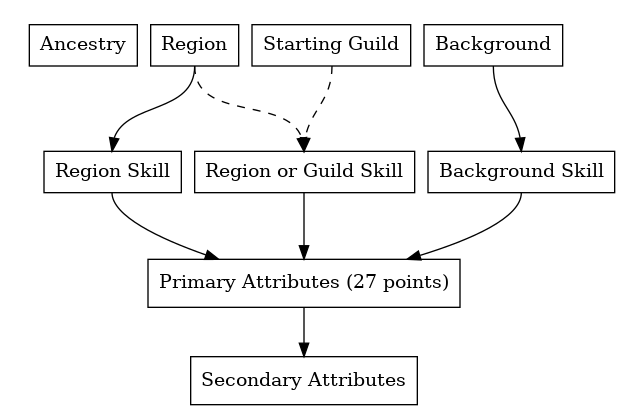 Ancestry
Region
Starting Guild
Background
Region Skill
Region or Guild Skill
Background Skill
Primary Attributes (27 points)
Secondary Attributes